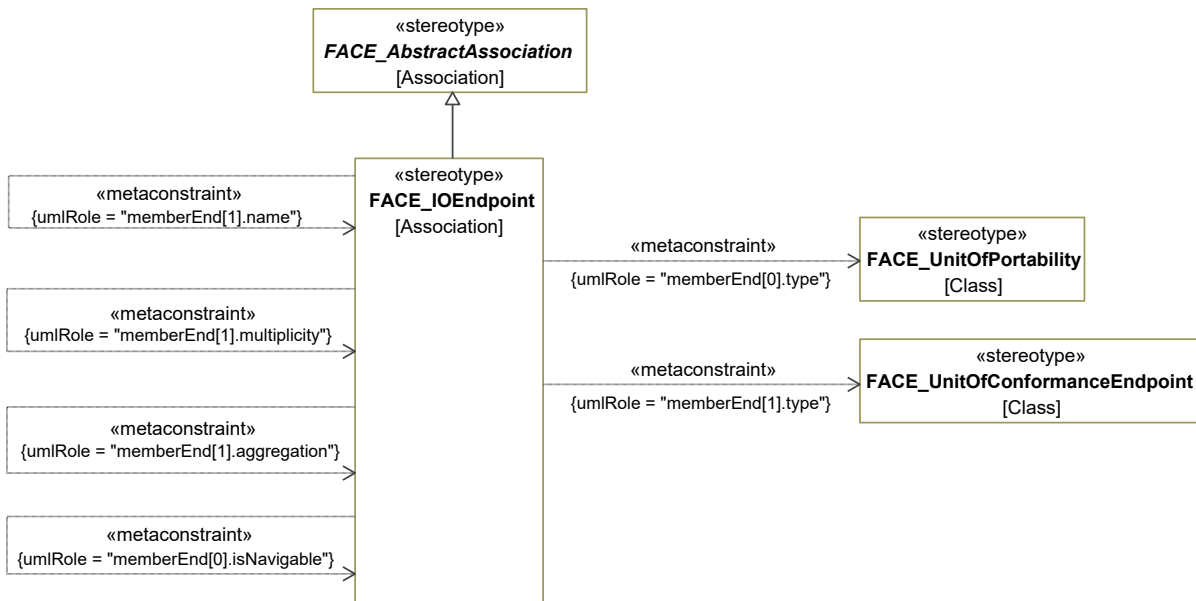 «stereotype»
FACE_AbstractAssociation
[Association]
«stereotype»
FACE_IOEndpoint
[Association]
«metaconstraint»
{umlRole = "memberEnd[1].name"}
«metaconstraint»
{umlRole = "memberEnd[1].multiplicity"}
«metaconstraint»
{umlRole = "memberEnd[1].aggregation"}
«metaconstraint»
{umlRole = "memberEnd[0].isNavigable"}
«metaconstraint»
{umlRole = "memberEnd[0].type"}
«stereotype»
FACE_UnitOfPortability
[Class]
«metaconstraint»
{umlRole = "memberEnd[1].type"}
«stereotype»
FACE_UnitOfConformanceEndpoint
[Class]